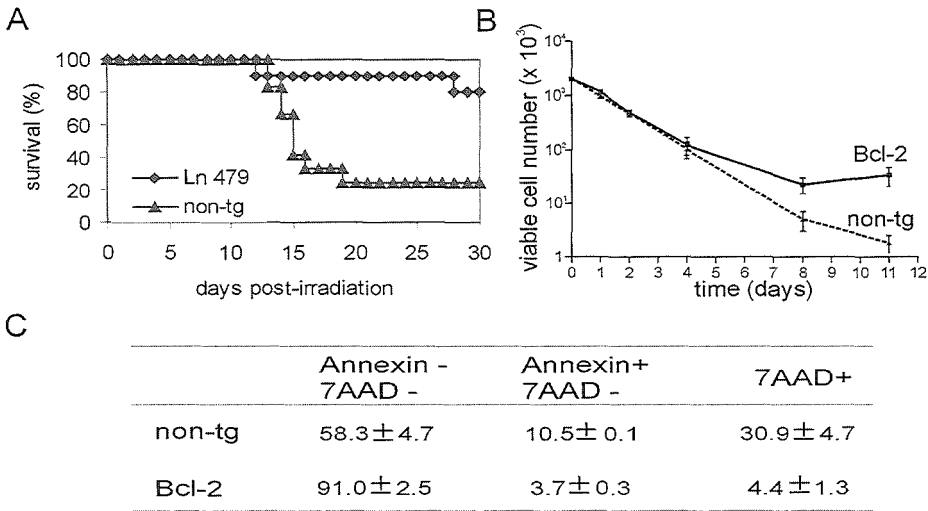 A
survival (%)
100
80
60
40
20
0
Ln 479
non-tg
0 5 10 15 20 25 30
days post-irradiation
B
viable cell number (x 10³)
10⁴
10³
10²
10¹
1
Bcl-2
non-tg
0 1 2 3 4 5 6 7 8 9 10 11 12
time (days)
C
Annexin - 7AAD -
Annexin+ 7AAD -
7AAD+
non-tg 58.3±4.7 10.5±0.1 30.9±4.7
Bcl-2 91.0±2.5 3.7±0.3 4.4±1.3